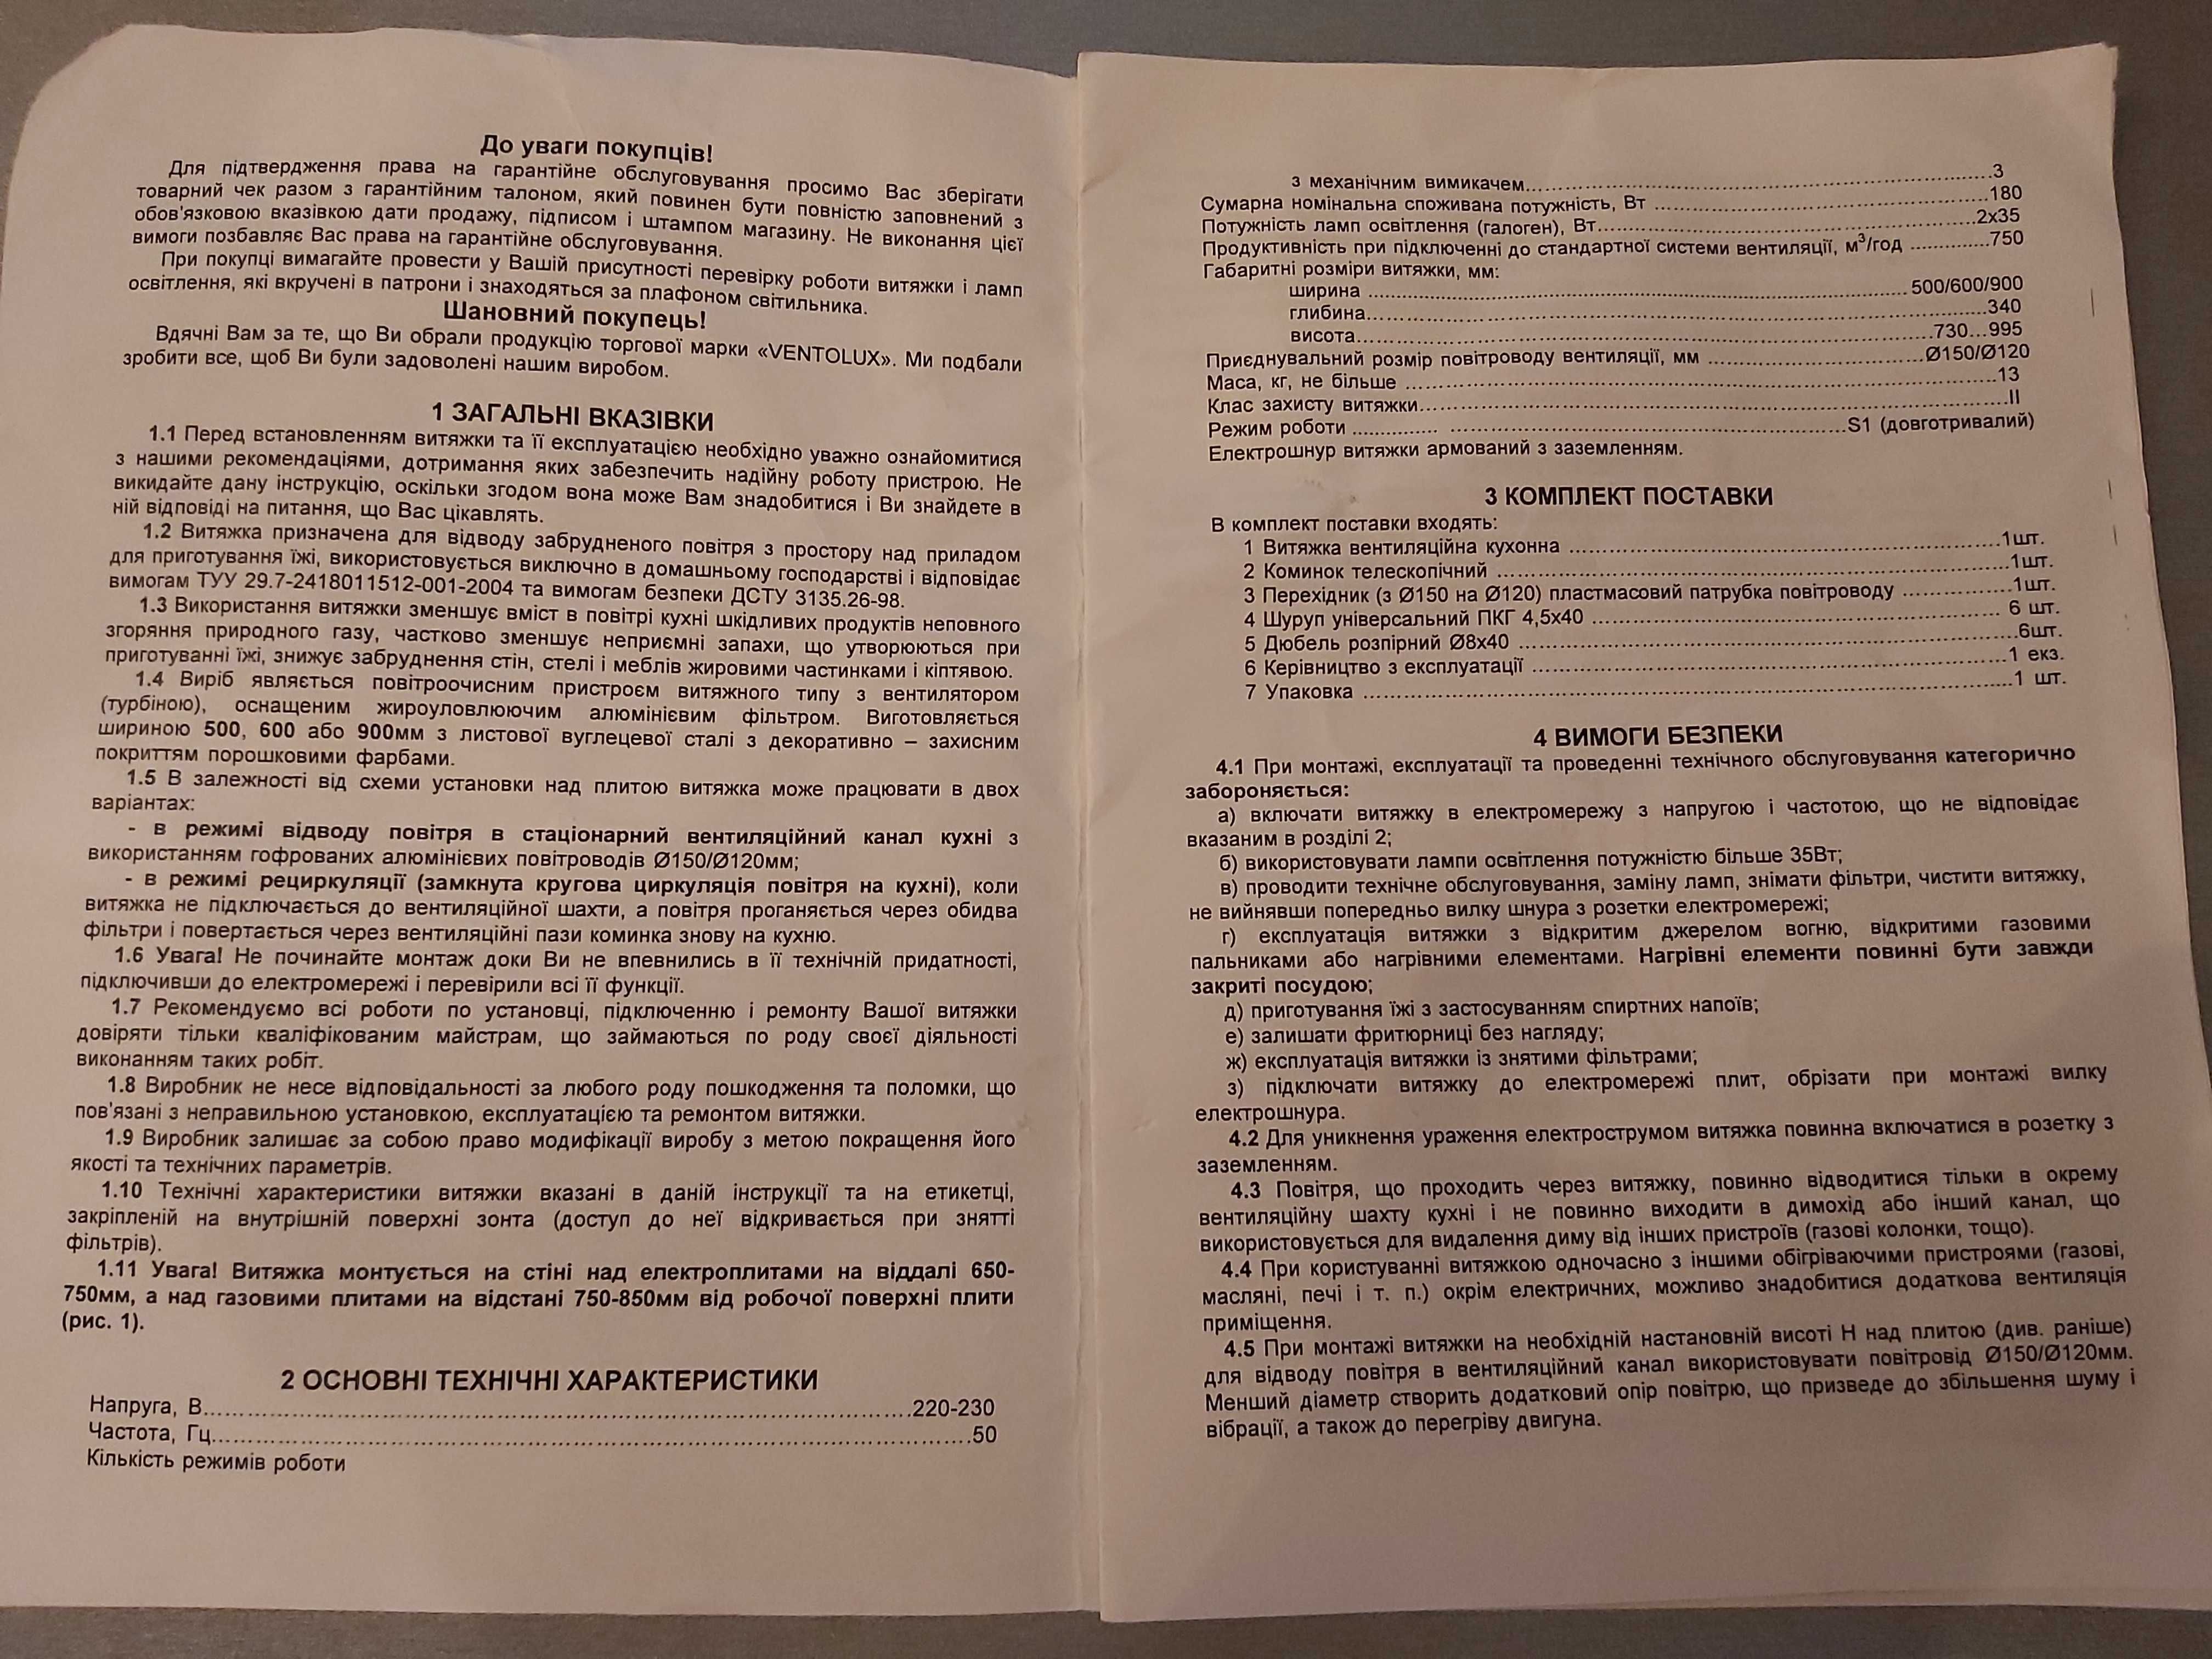 До уваги покупців!
Для підтвердження права на гарантійне обслуговування просимо Вас зберігати
товарний чек разом з гарантійним талоном, який повинен бути повністю заповнений з
обов'язковою вказівкою дати продажу, підписом і штампом магазину. Не виконання цієї
вимоги позбавляє Вас права на гарантійне обслуговування.
При покупці вимагайте провести у Вашій присутності перевірку роботи витяжки і ламп
освітлення, які вкручені в патрони і знаходяться за плафоном світильника.
Шановний покупець!
Вдячні Вам за те, що Ви обрали продукцію торгової марки «VENTOLUX». Ми подбали
зробити все, щоб Ви були задоволені нашим виробом.
1 ЗАГАЛЬНІ ВКАЗІВКИ
1.1 Перед встановленням витяжки та її експлуатацією необхідно уважно ознайомитися
з нашими рекомендаціями, дотримання яких забезпечить надійну роботу пристрою. Не
викидайте дану інструкцію, оскільки згодом вона може Вам знадобитися і Ви знайдете в
ній відповіді на питання, що Вас цікавлять.
1.2 Витяжка призначена для відводу забрудненого повітря з простору над приладом
для приготування їжі, використовується виключно в домашньому господарстві і відповідає
вимогам ТУУ 29.7-2418011512-001-2004 та вимогам безпеки ДСТУ 3135.26-98.
1.3 Використання витяжки зменшує вміст в повітрі кухні шкідливих продуктів неповного
згоряння природного газу, частково зменшує неприємні запахи, що утворюються при
приготуванні їжі, знижує забруднення стін, стелі і меблів жировими частинками і кіптявою.
1.4 Виріб являється повітроочисним пристроєм витяжного типу з вентилятором
(турбіною), оснащеним жироуловлюючим алюмінієвим фільтром. Виготовляється
шириною 500, 600 або 900мм з листової вуглецевої сталі з декоративно – захисним
покриттям порошковими фарбами.
1.5 В залежності від схеми установки над плитою витяжка може працювати в двох
варіантах:
- в режимі відводу повітря в стаціонарний вентиляційний канал кухні з
використанням гофрованих алюмінієвих повітроводів Ø150/Ø120мм;
- в режимі рециркуляції (замкнута кругова циркуляція повітря на кухні), коли
витяжка не підключається до вентиляційної шахти, а повітря проганяється через обидва
фільтри і повертається через вентиляційні пази коминка знову на кухню.
1.6 Увага! Не починайте монтаж доки Ви не впевнились в її технічній придатності,
підключивши до електромережі і перевірили всі її функції.
1.7 Рекомендуємо всі роботи по установці, підключенню і ремонту Вашої витяжки
довіряти тільки кваліфікованим майстрам, що займаються по роду своєї діяльності
виконанням таких робіт.
1.8 Виробник не несе відповідальності за любого роду пошкодження та поломки, що
пов'язані з неправильною установкою, експлуатацією та ремонтом витяжки.
1.9 Виробник залишає за собою право модифікації виробу з метою покращення його
якості та технічних параметрів.
1.10 Технічні характеристики витяжки вказані в даній інструкції та на етикетці,
закріпленій на внутрішній поверхні зонта (доступ до неї відкривається при знятті
фільтрів).
1.11 Увага! Витяжка монтується на стіні над електроплитами на віддалі 650-
750мм, а над газовими плитами на відстані 750-850мм від робочої поверхні плити
(рис. 1).
2 ОСНОВНІ ТЕХНІЧНІ ХАРАКТЕРИСТИКИ
Напруга, В...........220-230
Частота, Гц...........50
Кількість режимів роботи
з механічним вимикачем...........3
Сумарна номінальна споживана потужність, Вт ...........180
Потужність ламп освітлення (галоген), Вт...........2х35
Продуктивність при підключенні до стандартної системи вентиляції, м³/год ...........750
Габаритні розміри витяжки, мм:
ширина ...........500/600/900
глибина...........340
висота...........730...995
Приєднувальний розмір повітроводу вентиляції, мм ...........Ø150/Ø120
Маса, кг, не більше ...........13
Клас захисту витяжки...........II
Режим роботи ...........S1 (довготривалий)
Електрошнур витяжки армований з заземленням.
3 КОМПЛЕКТ ПОСТАВКИ
В комплект поставки входять:
1 Витяжка вентиляційна кухонна ...........1шт.
2 Коминок телескопічний ...........1шт.
3 Перехідник (з Ø150 на Ø120) пластмасовий патрубка повітроводу ...........1шт.
4 Шуруп універсальний ПКГ 4,5х40 ........... 6 шт.
5 Дюбель розпірний Ø8х40 ...........6шт.
6 Керівництво з експлуатації ...........1 екз.
7 Упаковка ...........1 шт.
4 ВИМОГИ БЕЗПЕКИ
4.1 При монтажі, експлуатації та проведенні технічного обслуговування категорично
забороняється:
а) включати витяжку в електромережу з напругою і частотою, що не відповідає
вказаним в розділі 2;
б) використовувати лампи освітлення потужністю більше 35Вт;
в) проводити технічне обслуговування, заміну ламп, знімати фільтри, чистити витяжку,
не вийнявши попередньо вилку шнура з розетки електромережі;
г) експлуатація витяжки з відкритим джерелом вогню, відкритими газовими
пальниками або нагрівними елементами. Нагрівні елементи повинні бути завжди
закриті посудою;
д) приготування їжі з застосуванням спиртних напоїв;
е) залишати фритюрниці без нагляду;
ж) експлуатація витяжки із знятими фільтрами;
з) підключати витяжку до електромережі плит, обрізати при монтажі вилку
електрошнура.
4.2 Для уникнення ураження електрострумом витяжка повинна включатися в розетку з
заземленням.
4.3 Повітря, що проходить через витяжку, повинно відводитися тільки в окрему
вентиляційну шахту кухні і не повинно виходити в димохід або інший канал, що
використовується для видалення диму від інших пристроїв (газові колонки, тощо).
4.4 При користуванні витяжкою одночасно з іншими обігріваючими пристроями (газові,
масляні, печі і т. п.) окрім електричних, можливо знадобитися додаткова вентиляція
приміщення.
4.5 При монтажі витяжки на необхідній настановній висоті Н над плитою (див. раніше)
для відводу повітря в вентиляційний канал використовувати повітровід Ø150/Ø120мм.
Менший діаметр створить додатковий опір повітрю, що призведе до збільшення шуму і
вібрації, а також до перегріву двигуна.